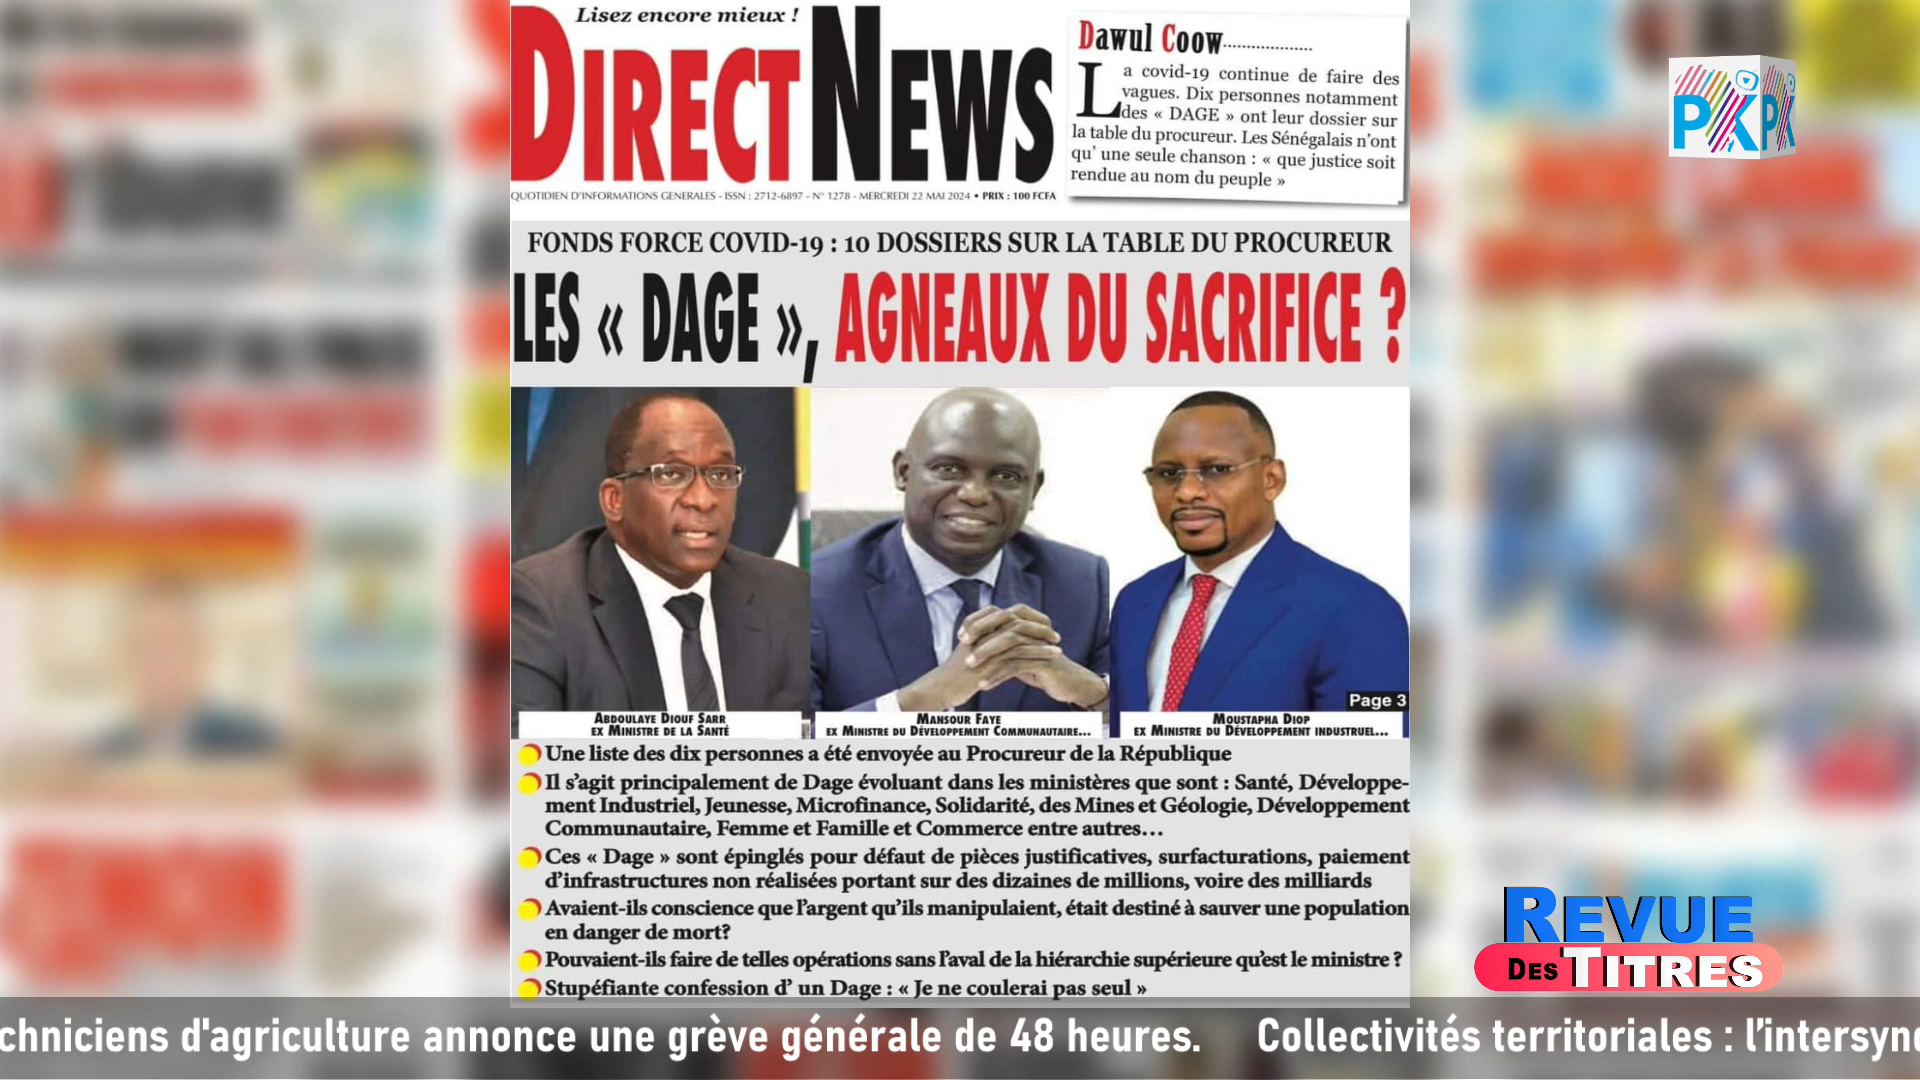 Lisez encore mieux !
DIRECT NEWS
QUOTIDIEN D'INFORMATIONS GENERALES - ISSN : 2712-6897 - N° 1278 - MERCREDI 22 MAI 2024 • PRIX : 100 FCFA
Dawul Coow...................
La covid-19 continue de faire des
vagues. Dix personnes notamment
des « DAGE » ont leur dossier sur
la table du procureur. Les Sénégalais n'ont
qu' une seule chanson : « que justice soit
rendue au nom du peuple »
PiXPi
FONDS FORCE COVID-19 : 10 DOSSIERS SUR LA TABLE DU PROCUREUR
LES « DAGE », AGNEAUX DU SACRIFICE ?
Page 3
ABDOULAYE DIOUF SARR
EX MINISTRE DE LA SANTÉ
MANSOUR FAYE
EX MINISTRE DU DÉVELOPPEMENT COMMUNAUTAIRE...
MOUSTAPHA DIOP
EX MINISTRE DU DÉVELOPPEMENT INDUSTRUEL...
Une liste des dix personnes a été envoyée au Procureur de la République
Il s'agit principalement de Dage évoluant dans les ministères que sont : Santé, Développe-
ment Industriel, Jeunesse, Microfinance, Solidarité, des Mines et Géologie, Développement
Communautaire, Femme et Famille et Commerce entre autres...
Ces « Dage » sont épinglés pour défaut de pièces justificatives, surfacturations, paiement
d'infrastructures non réalisées portant sur des dizaines de millions, voire des milliards
Avaient-ils conscience que l'argent qu'ils manipulaient, était destiné à sauver une population
en danger de mort?
Pouvaient-ils faire de telles opérations sans l'aval de la hiérarchie supérieure qu'est le ministre ?
Stupéfiante confession d' un Dage : « Je ne coulerai pas seul »
REVUE
DES TITRES
chniciens d'agriculture annonce une grève générale de 48 heures. Collectivités territoriales : l'intersync